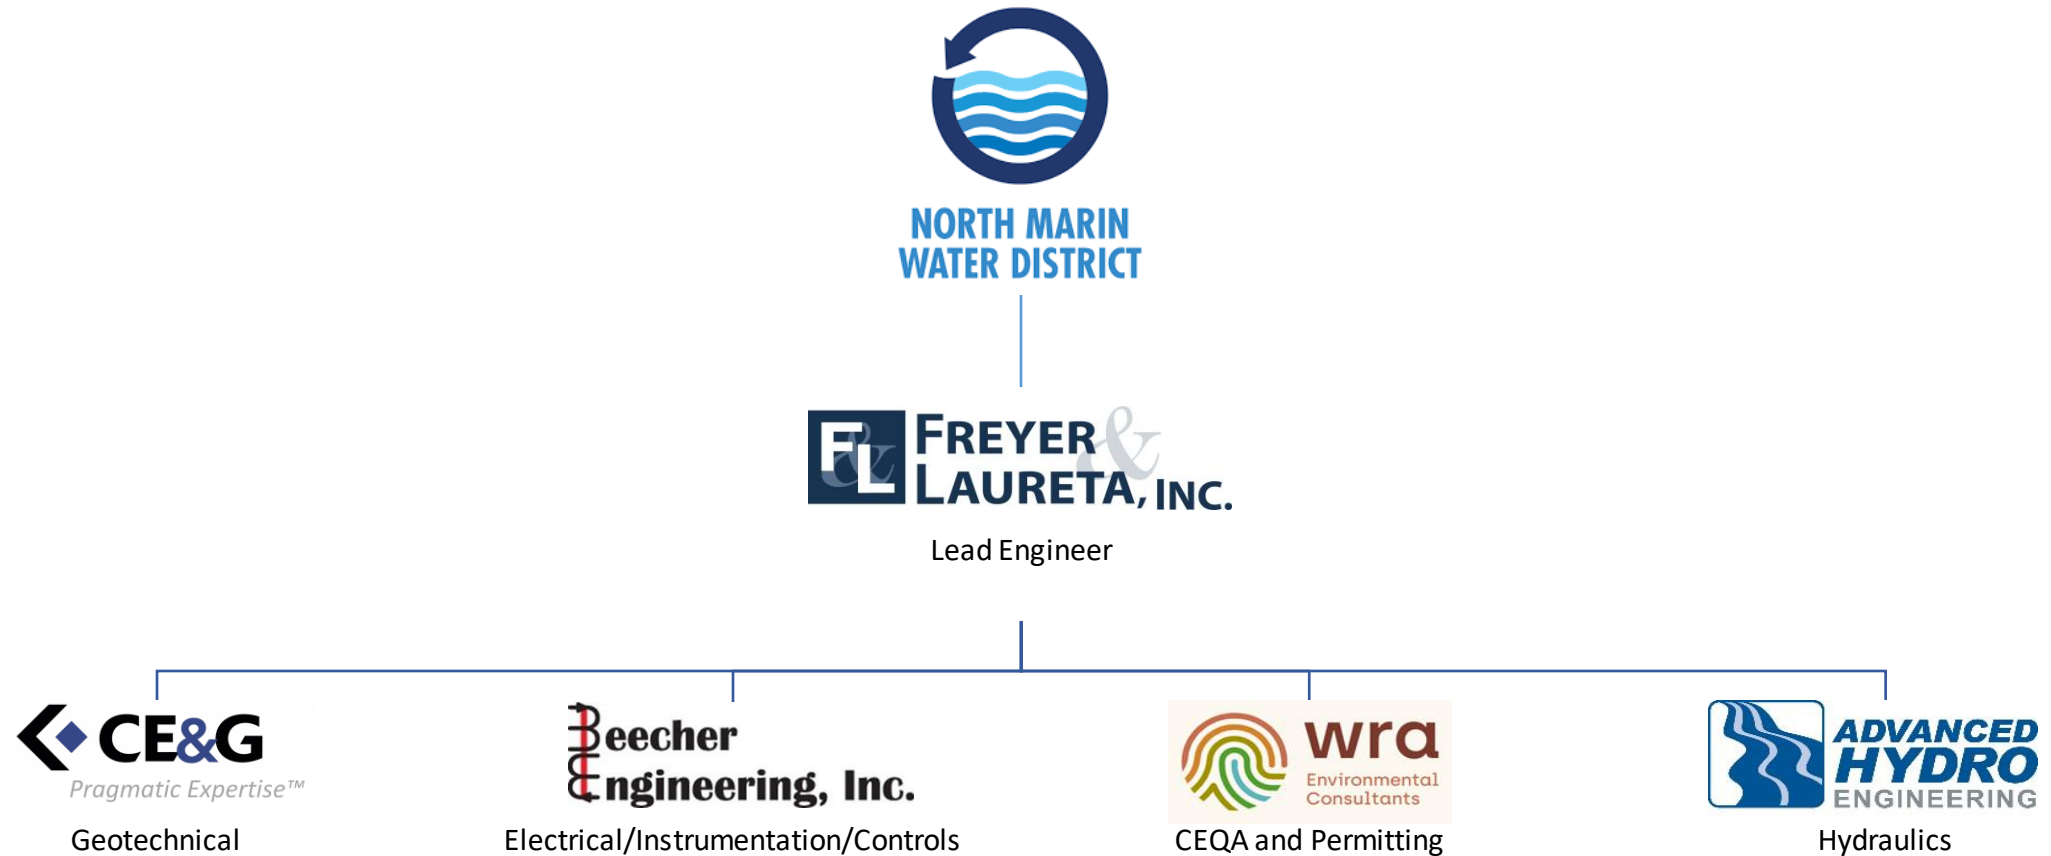 NORTH MARIN
WATER DISTRICT
F&L FREYER &
LAURETA, INC.
Lead Engineer
CE&G
Pragmatic Expertise™
Geotechnical
Beecher
Engineering, Inc.
Electrical/Instrumentation/Controls
wra
Environmental
Consultants
CEQA and Permitting
ADVANCED
HYDRO
ENGINEERING
Hydraulics